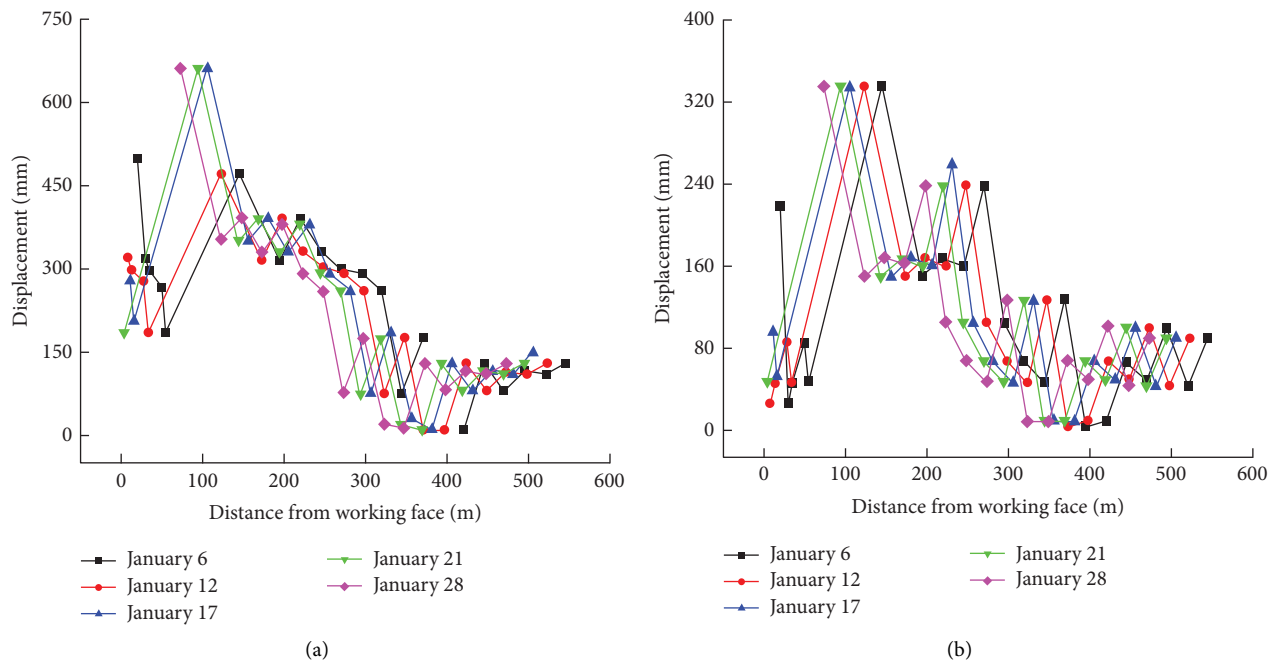 750
600
450
300
150
0
Displacement (mm)
0 100 200 300 400 500 600
Distance from working face (m)
January 6
January 12
January 17
January 21
January 28
(a)
400
320
240
160
80
0
Displacement (mm)
0 100 200 300 400 500 600
Distance from working face (m)
January 6
January 12
January 17
January 21
January 28
(b)